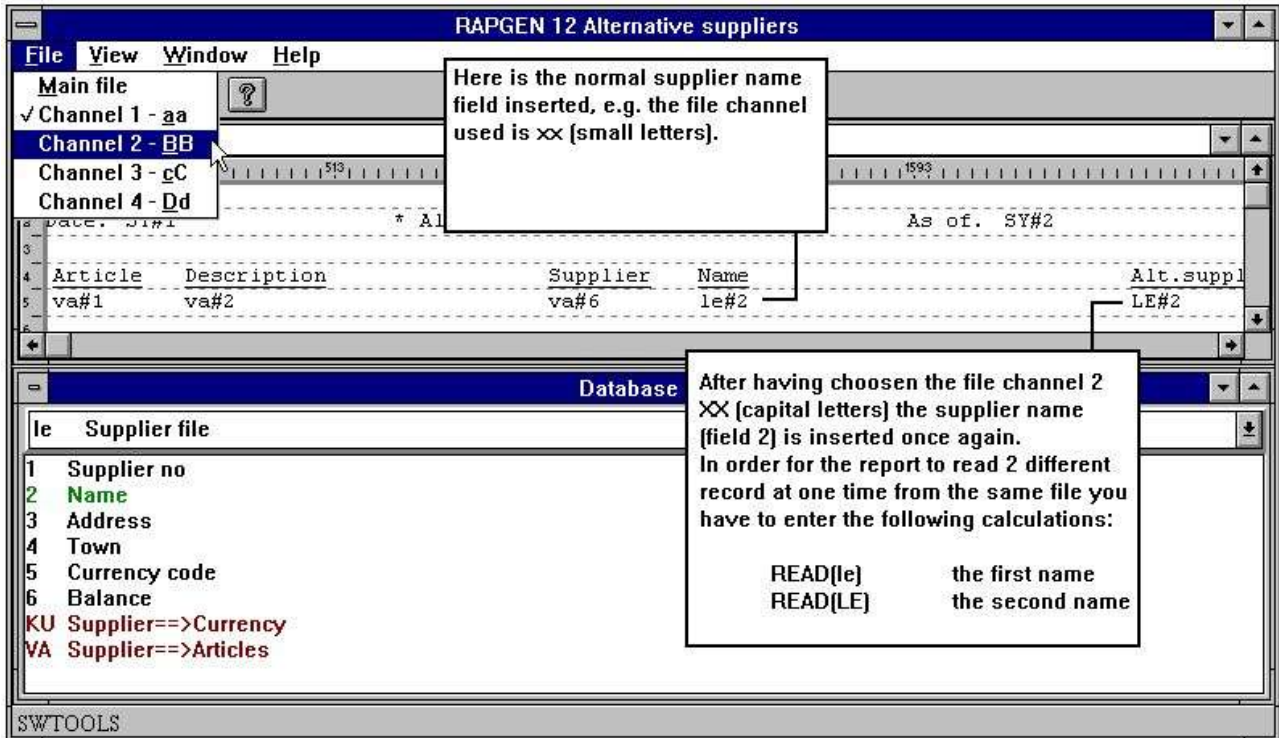 RAPGEN 12 Alternative suppliers
File View Window Help
Main file
√ Channel 1 - aa
Channel 2 - BB
Channel 3 - cC
Channel 4 - Dd
Here is the normal supplier name
field inserted, e.g. the file channel
used is xx (small letters).
513 1593
2 * Al As of. SY#2
3
4 Article Description Supplier Name Alt.suppl
5 va#1 va#2 va#6 le#2 LE#2
6
Database
le Supplier file
1 Supplier no
2 Name
3 Address
4 Town
5 Currency code
6 Balance
KU Supplier==>Currency
VA Supplier==>Articles
After having choosen the file channel 2
XX (capital letters) the supplier name
(field 2) is inserted once again.
In order for the report to read 2 different
record at one time from the same file you
have to enter the following calculations:
READ(le) the first name
READ(LE) the second name
SWTOOLS